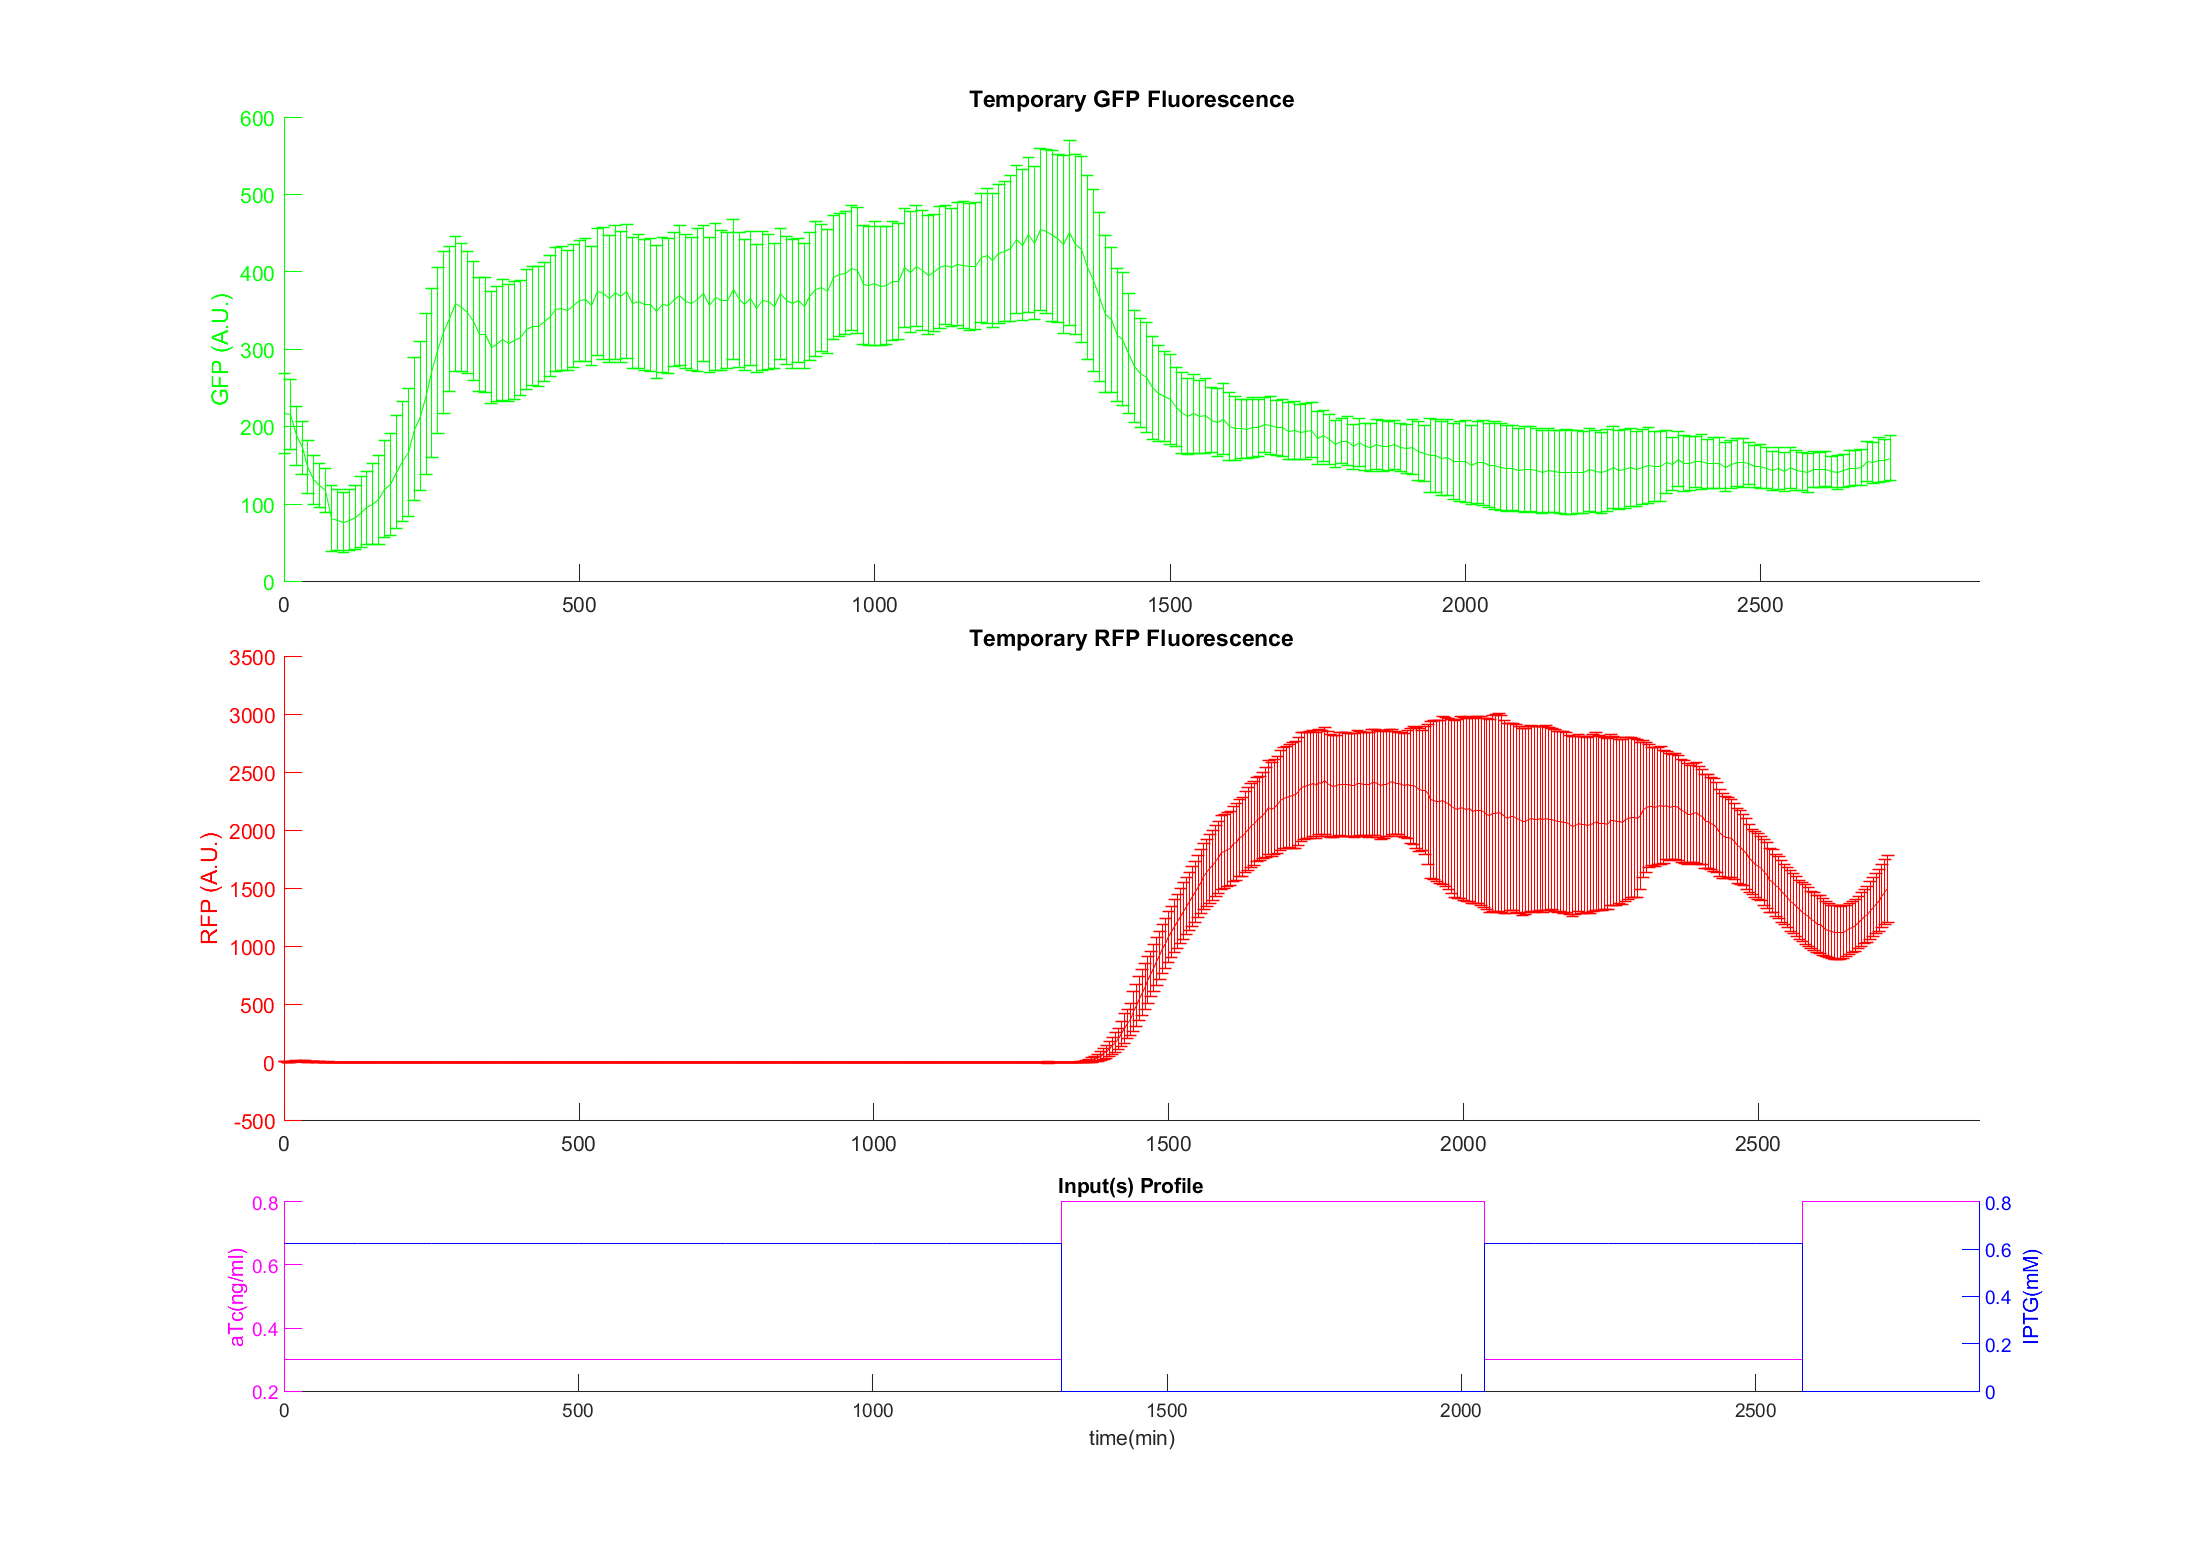 Temporary GFP Fluorescence
600
500
400
300
200
100
0
GFP (A.U.)
0 500 1000 1500 2000 2500
Temporary RFP Fluorescence
3500
3000
2500
2000
1500
1000
500
0
-500
RFP (A.U.)
0 500 1000 1500 2000 2500
Input(s) Profile
0.8
0.6
0.4
0.2
aTc(ng/ml)
0.8
0.6
0.4
0.2
0
IPTG(mM)
0 500 1000 1500 2000 2500
time(min)